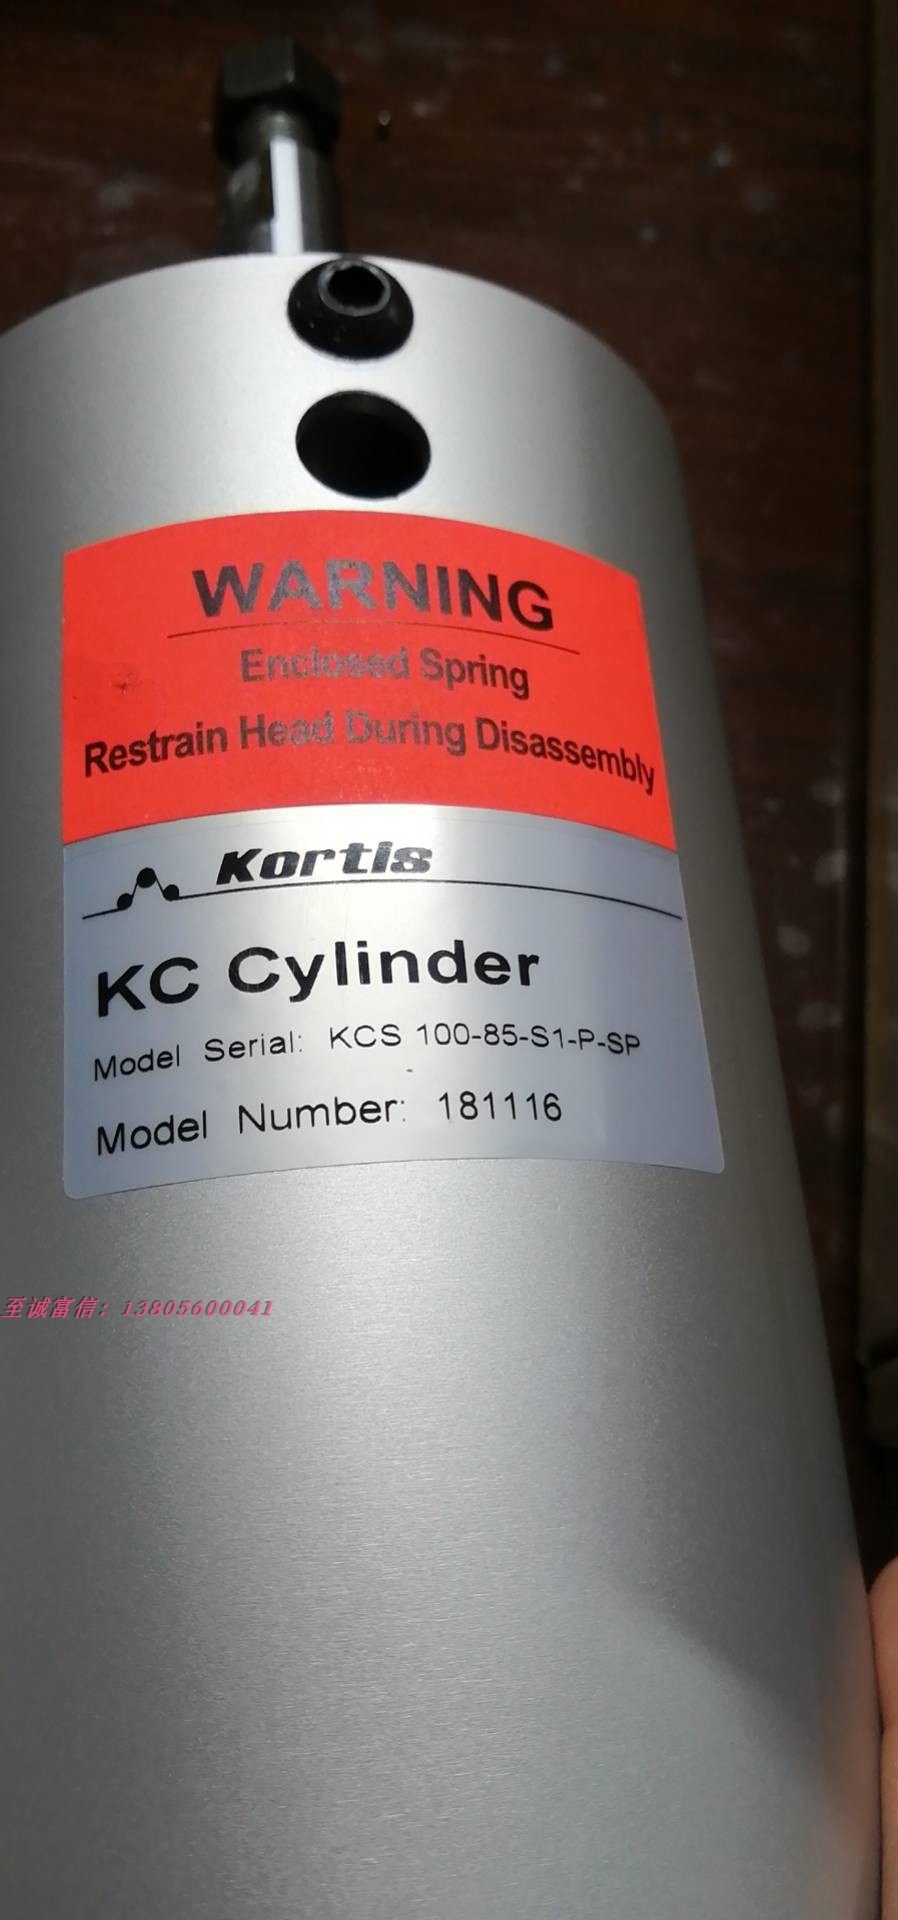 WARNING
Enclosed Spring
Restrain Head During Disassembly
Kortis
KC Cylinder
Model Serial: KCS 100-85-S1-P-SP
Model Number: 181116
至诚富信：13805600041